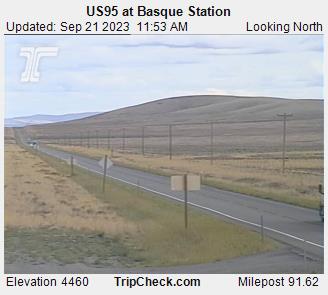 US95 at Basque Station
Updated: Sep 21 2023 11:53 AM Looking North
Elevation 4460 TripCheck.com Milepost 91.62